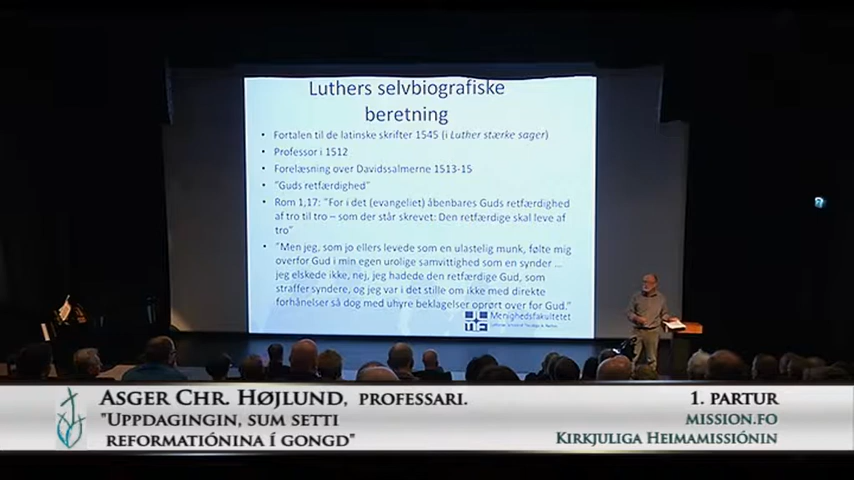 Luthers selvbiografiske
beretning
• Fortalen til de latinske skrifter 1545 (i Luther stærke sager)
• Professor i 1512
• Forelæsning over Davidssalmerne 1513-15
• "Guds retfærdighed"
• Rom 1,17: "For i det (evangeliet) åbenbares Guds retfærdighed
af tro til tro – som der står skrevet: Den retfærdige skal leve af
tro"
• "Men jeg, som jo ellers levede som en ulastelig munk, følte mig
overfor Gud i min egen urolige samvittighed som en synder ...
jeg elskede ikke, nej, jeg hadede den retfærdige Gud, som
straffer syndere, og jeg var i det stille om ikke med direkte
forhånelser så dog med uhyre beklagelser oprørt over for Gud."
Menighedsfakultetet
ASGER CHR. HØJLUND, PROFESSARI.
"UPPDAGINGIN, SUM SETTI
REFORMATIÓNINA Í GONGD"
1. PARTUR
MISSION.FO
KIRKJULIGA HEIMAMISSIÓNIN